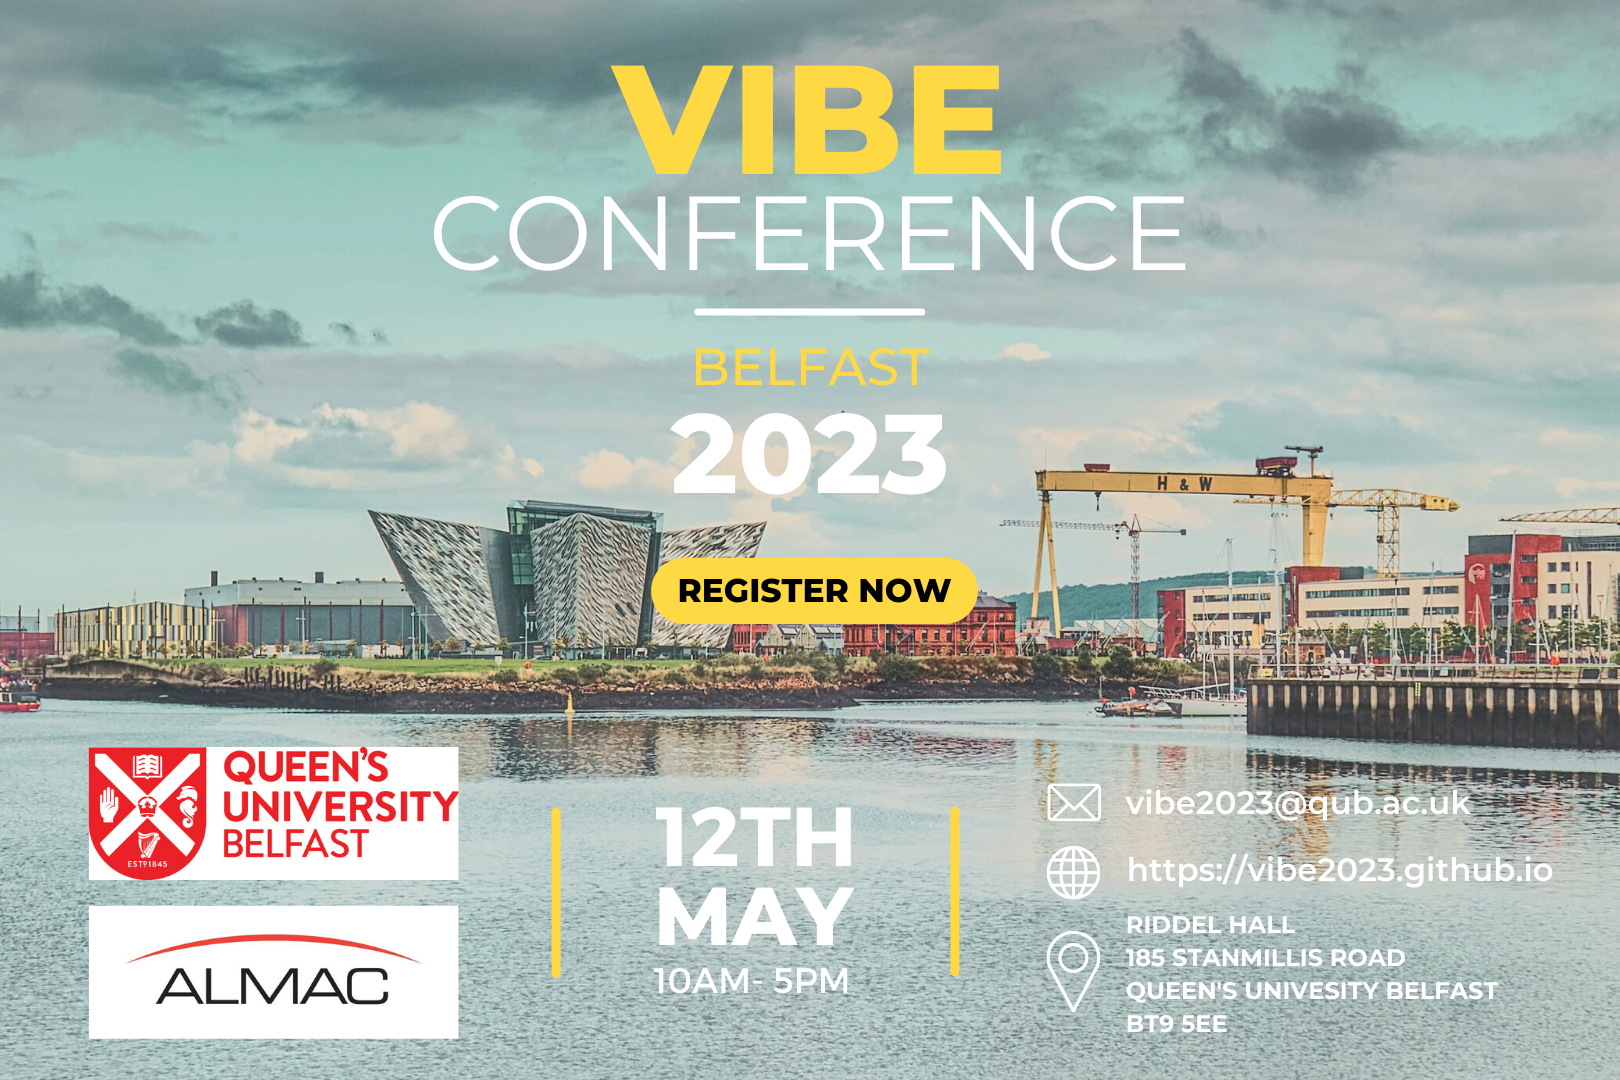 VIBE
CONFERENCE
BELFAST
2023
H & W
REGISTER NOW
QUEEN'S
UNIVERSITY
BELFAST
ESTD 1845
ALMAC
12TH
MAY
10AM- 5PM
vibe2023@qub.ac.uk
https://vibe2023.github.io
RIDDEL HALL
185 STANMILLIS ROAD
QUEEN'S UNIVESITY BELFAST
BT9 5EE